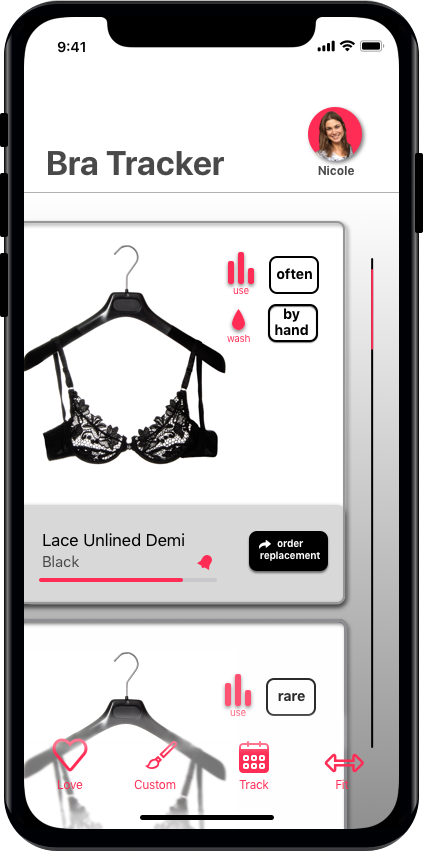 9:41
Bra Tracker
Nicole
use
often
wash
by
hand
Lace Unlined Demi
Black
order
replacement
use
rare
Love
Custom
Track
Fit